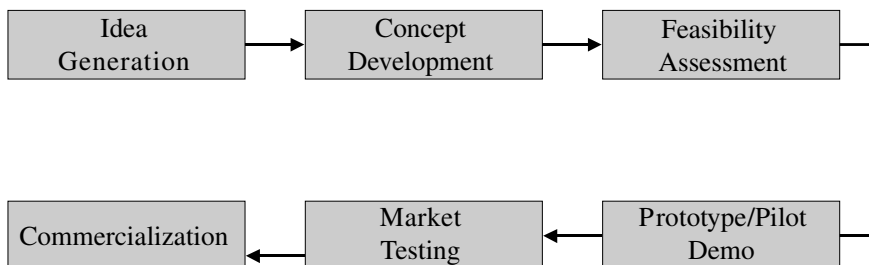 Idea
Generation
Concept
Development
Feasibility
Assessment
Commercialization
Market
Testing
Prototype/Pilot
Demo